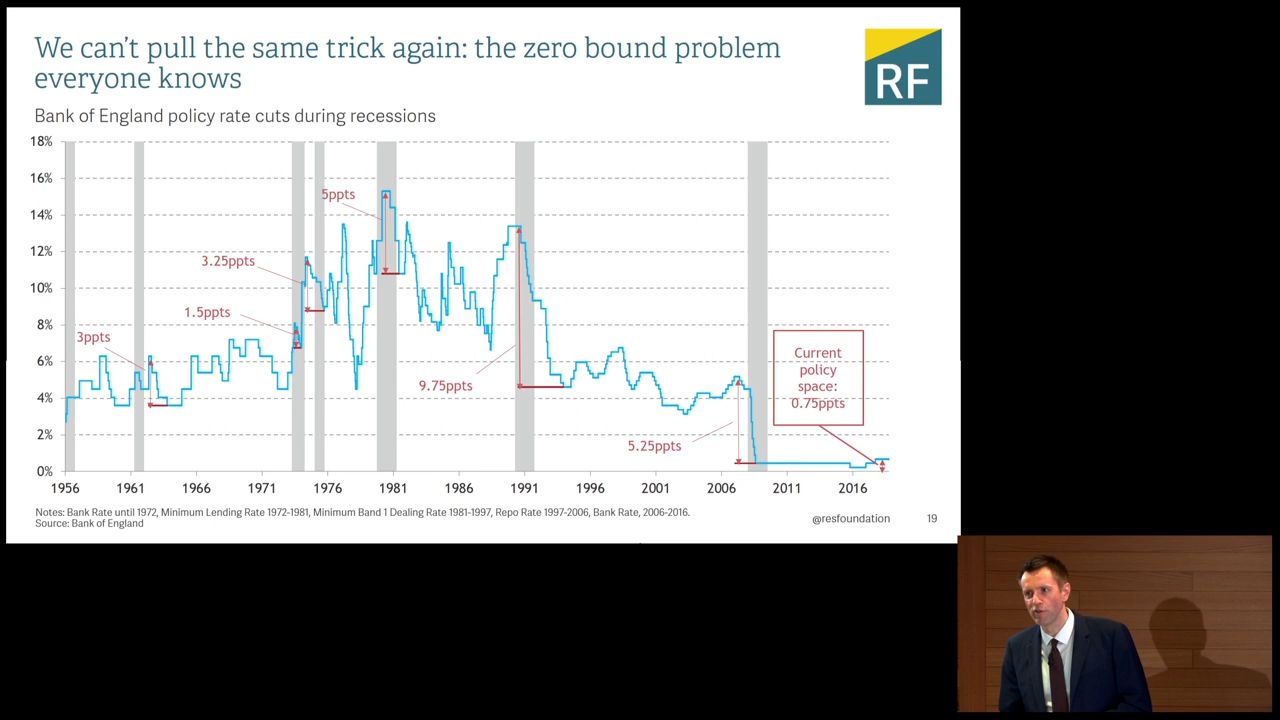 We can't pull the same trick again: the zero bound problem
everyone knows
RF
Bank of England policy rate cuts during recessions
18%
16%
14%
12%
10%
8%
6%
4%
2%
0%
3ppts
1.5ppts
3.25ppts
5ppts
9.75ppts
5.25ppts
Current
policy
space:
0.75ppts
1956 1961 1966 1971 1976 1981 1986 1991 1996 2001 2006 2011 2016
Notes: Bank Rate until 1972, Minimum Lending Rate 1972-1981, Minimum Band 1 Dealing Rate 1981-1997, Repo Rate 1997-2006, Bank Rate, 2006-2016.
Source: Bank of England
@resfoundation 19